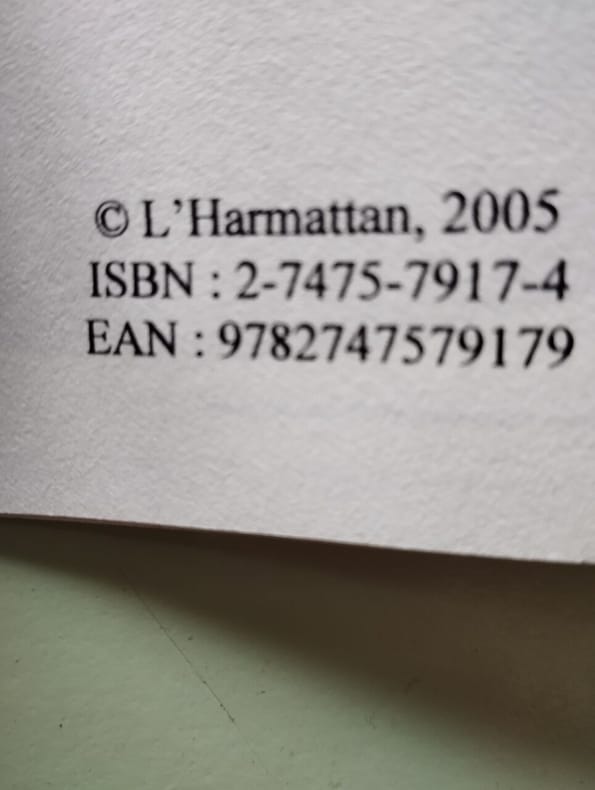 © L'Harmattan, 2005
ISBN : 2-7475-7917-4
EAN : 9782747579179